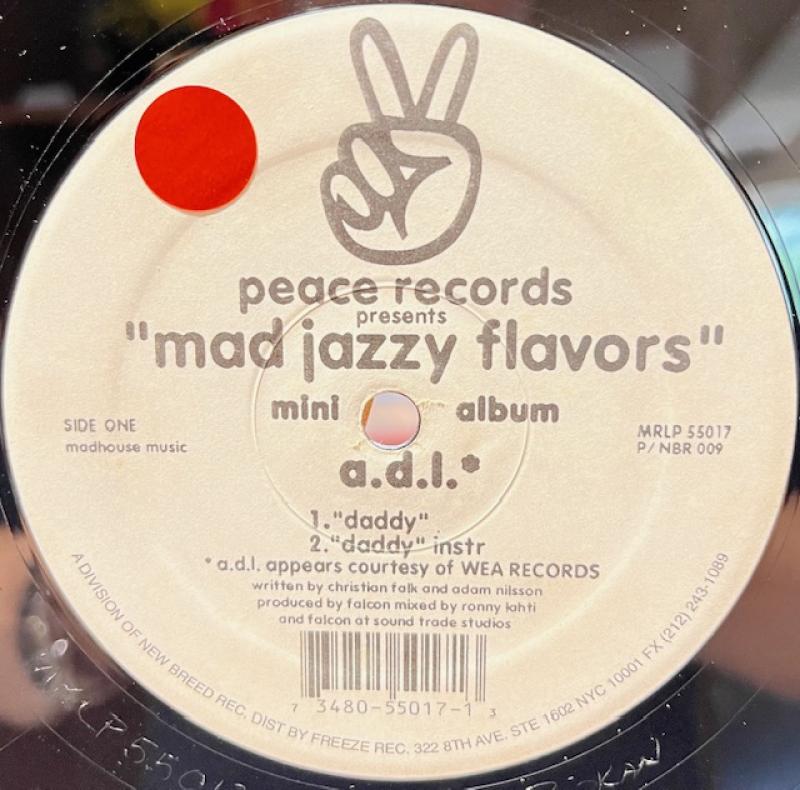 peace records
presents
"mad jazzy flavors"
mini album
SIDE ONE
madhouse music
MRLP 55017
P/NBR 009
a.d.l.*
1."daddy"
2."daddy" instr
*a.d.l. appears courtesy of WEA RECORDS
written by christian falk and adam nilsson
produced by falcon mixed by ronny lahti
and falcon at sound trade studios
7 3480-55017-1 3
A DIVISION OF NEW BREED REC. DIST BY FREEZE REC. 322 8TH AVE. STE 1602 NYC 10001 FX (212) 243-1089